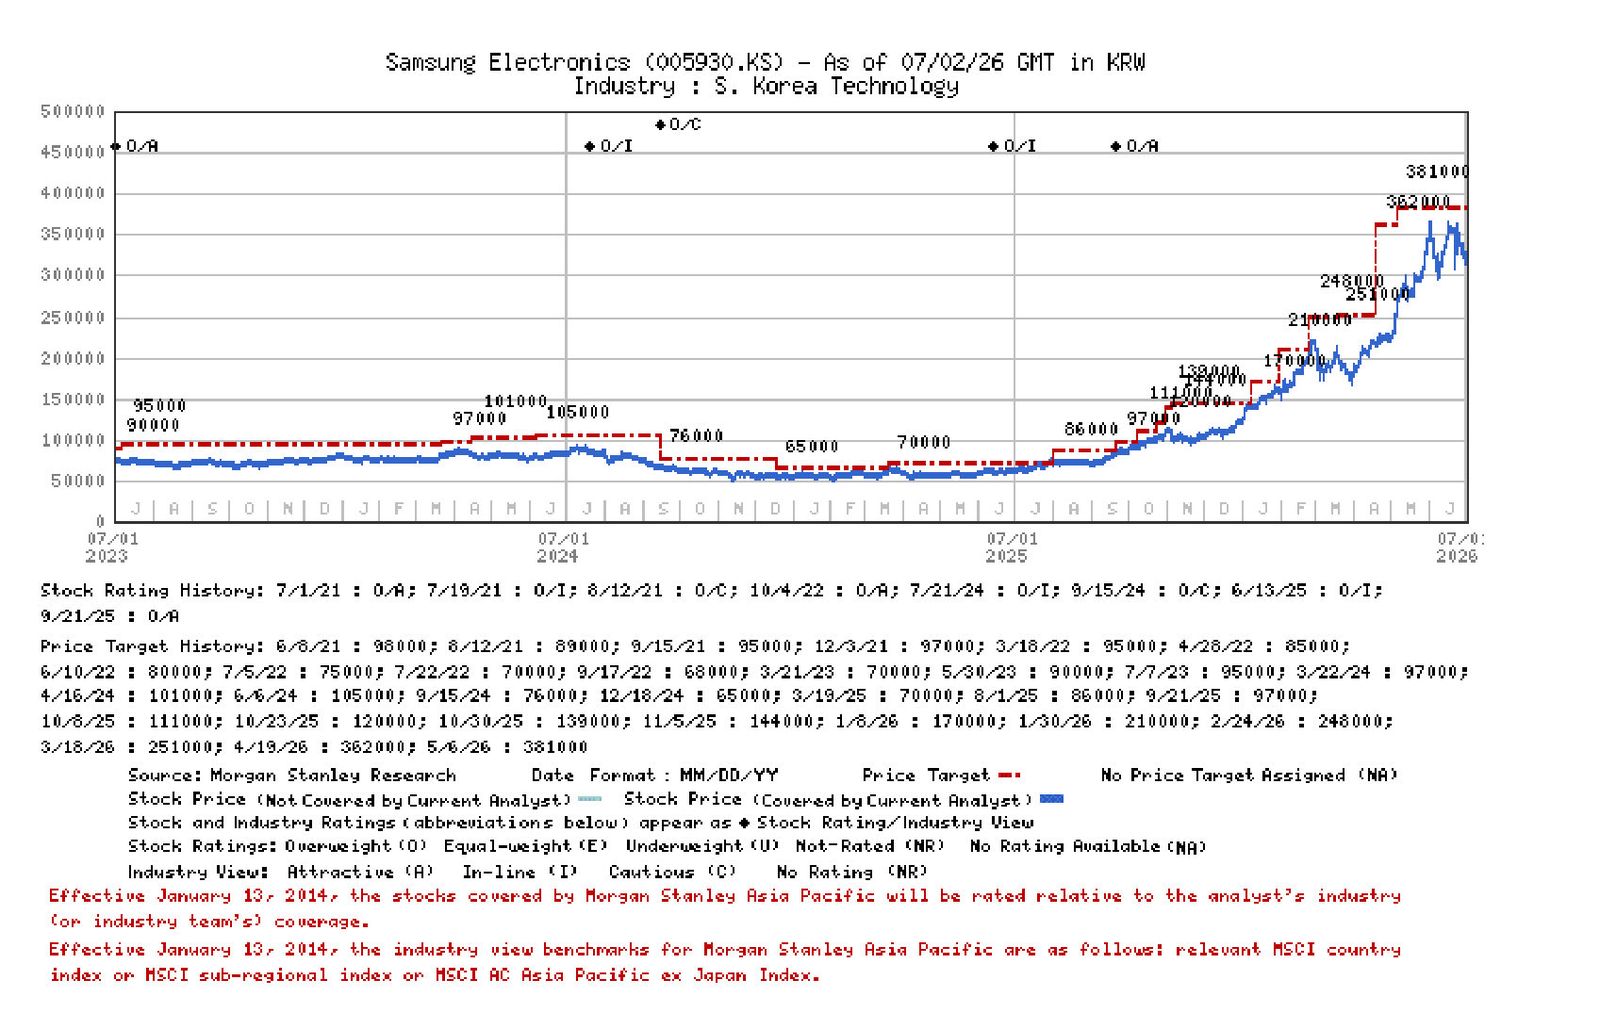 Samsung Electronics (005930.KS) - As of 07/02/26 GMT in KRW
Industry : S. Korea Technology
500000
O/C
O/A
O/I
O/I
O/A
450000
381000
400000
362000
350000
300000
248000
251000
250000
210000
200000
170000
139000
144000
150000
111000
120000
95000
101000
105000
90000
97000
97000
100000
76000
86000
65000
70000
50000
J A S O N D J F M A M J J A S O N D J F M A M J J A S O N D J F M A M J
0
07/01 07/01 07/01 07/0
2023 2024 2025 2026
Stock Rating History: 7/1/21 : O/A; 7/19/21 : O/I; 8/12/21 : O/C; 10/4/22 : O/A; 7/21/24 : O/I; 9/15/24 : O/C; 6/13/25 : O/I;
9/21/25 : O/A
Price Target History: 6/8/21 : 98000; 8/12/21 : 89000; 9/15/21 : 95000; 12/3/21 : 97000; 3/18/22 : 95000; 4/28/22 : 85000;
6/10/22 : 80000; 7/5/22 : 75000; 7/22/22 : 70000; 9/17/22 : 68000; 3/21/23 : 70000; 5/30/23 : 90000; 7/7/23 : 95000; 3/22/24 : 97000;
4/16/24 : 101000; 6/6/24 : 105000; 9/15/24 : 76000; 12/18/24 : 65000; 3/19/25 : 70000; 8/1/25 : 86000; 9/21/25 : 97000;
10/8/25 : 111000; 10/23/25 : 120000; 10/30/25 : 139000; 11/5/25 : 144000; 1/8/26 : 170000; 1/30/26 : 210000; 2/24/26 : 248000;
3/18/26 : 251000; 4/19/26 : 362000; 5/6/26 : 381000
Source: Morgan Stanley Research Date Format : MM/DD/YY Price Target No Price Target Assigned (NA)
Stock Price (Not Covered by Current Analyst) Stock Price (Covered by Current Analyst)
Stock and Industry Ratings (abbreviations below) appear as ♦ Stock Rating/Industry View
Stock Ratings: Overweight (O) Equal-weight (E) Underweight (U) Not-Rated (NR) No Rating Available (NA)
Industry View: Attractive (A) In-line (I) Cautious (C) No Rating (NR)
Effective January 13, 2014, the stocks covered by Morgan Stanley Asia Pacific will be rated relative to the analyst's industry
(or industry team's) coverage.
Effective January 13, 2014, the industry view benchmarks for Morgan Stanley Asia Pacific are as follows: relevant MSCI country
index or MSCI sub-regional index or MSCI AC Asia Pacific ex Japan Index.